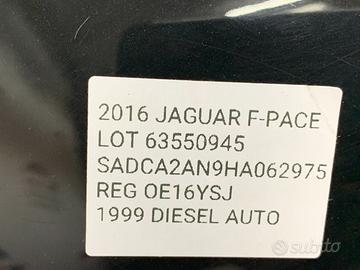 2016 JAGUAR F-PACE
LOT 63550945
SADCA2AN9HA062975
REG OE16YSJ
1999 DIESEL AUTO
subito